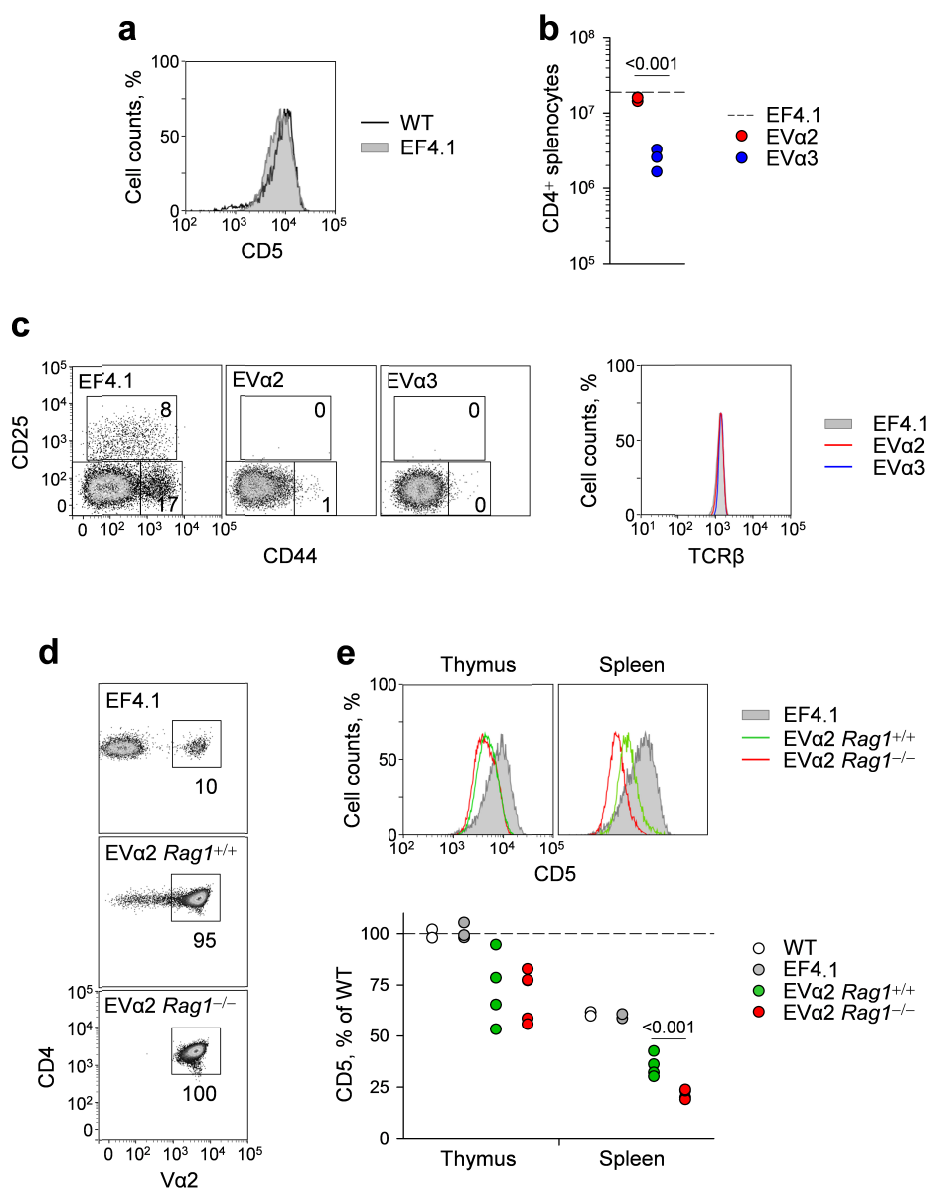 a
Cell counts, %
100
50
0
10² 10³ 10⁴ 10⁵
CD5
WT
EF4.1
b
CD4⁺ splenocytes
10⁸
10⁷
10⁶
10⁵
<0.001
EF4.1
EVα2
EVα3
c
CD25
10⁵
10⁴
10³
10²
0
EF4.1
8
17
EVα2
0
1
EVα3
0
0
0 10² 10³ 10⁴ 10⁵
CD44
Cell counts, %
100
50
0
10¹ 10² 10³ 10⁴ 10⁵
TCRβ
EF4.1
EVα2
EVα3
d
EF4.1
10
EVα2 Rag1⁺/⁺
95
EVα2 Rag1⁻/⁻
100
CD4
10⁵
10⁴
10³
10²
0
0 10² 10³ 10⁴ 10⁵
Vα2
e
Thymus Spleen
Cell counts, %
100
50
0
10² 10³ 10⁴ 10⁵
CD5
EF4.1
EVα2 Rag1⁺/⁺
EVα2 Rag1⁻/⁻
CD5, % of WT
100
75
50
25
0
<0.001
Thymus Spleen
WT
EF4.1
EVα2 Rag1⁺/⁺
EVα2 Rag1⁻/⁻